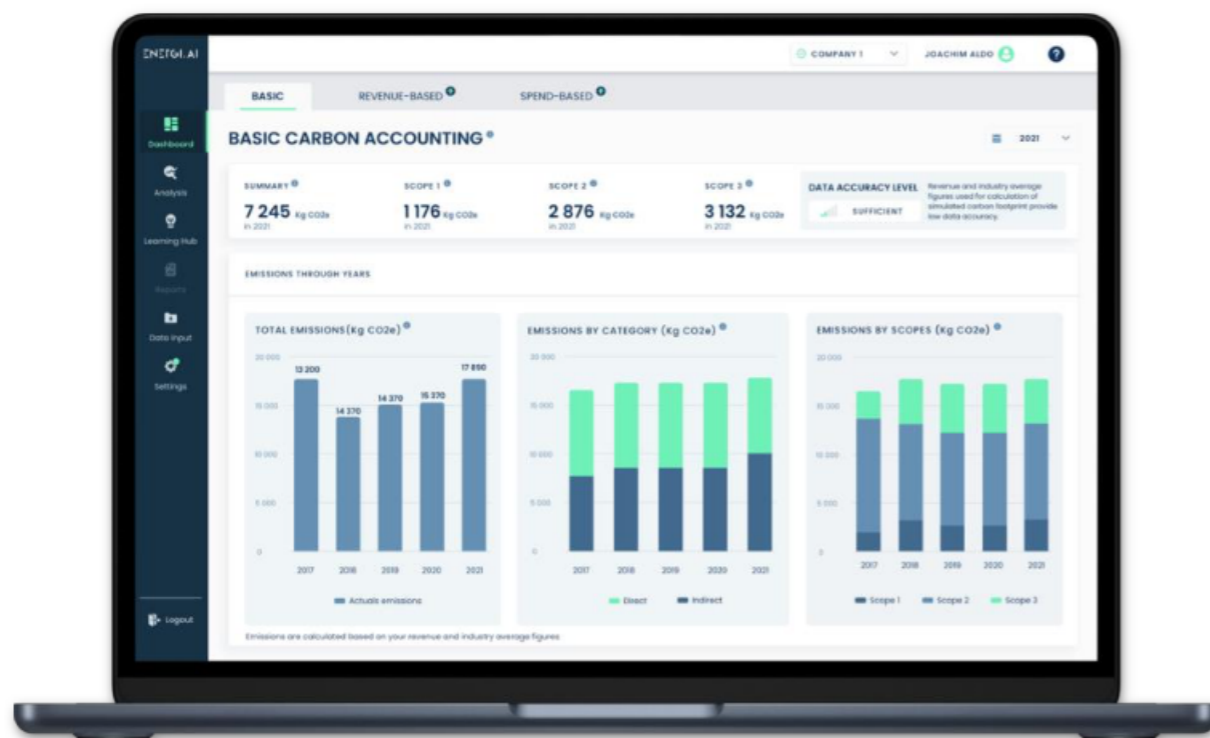 ENERGI.AI
COMPANY 1
JOACHIM ALDO
?
BASIC
REVENUE-BASED
SPEND-BASED
Dashboard
Analysis
Learning Hub
Reports
Data Input
Settings
Logout
BASIC CARBON ACCOUNTING
2021
SUMMARY
7 245 Kg CO2e
in 2021
SCOPE 1
1 176 Kg CO2e
in 2021
SCOPE 2
2 876 Kg CO2e
in 2021
SCOPE 3
3 132 Kg CO2e
in 2021
DATA ACCURACY LEVEL
SUFFICIENT
Revenue and industry average
figures used for calculation of
simulated carbon footprint provide
low data accuracy.
EMISSIONS THROUGH YEARS
TOTAL EMISSIONS(Kg CO2e)
20 000
15 000
10 000
5 000
0
13 200
14 370
14 370
15 370
17 890
2017 2018 2019 2020 2021
Actuals emissions
EMISSIONS BY CATEGORY (Kg CO2e)
20 000
15 000
10 000
5 000
0
2017 2018 2019 2020 2021
Direct Indirect
EMISSIONS BY SCOPES (Kg CO2e)
20 000
15 000
10 000
5 000
0
2017 2018 2019 2020 2021
Scope 1 Scope 2 Scope 3
Emissions are calculated based on your revenue and industry average figures